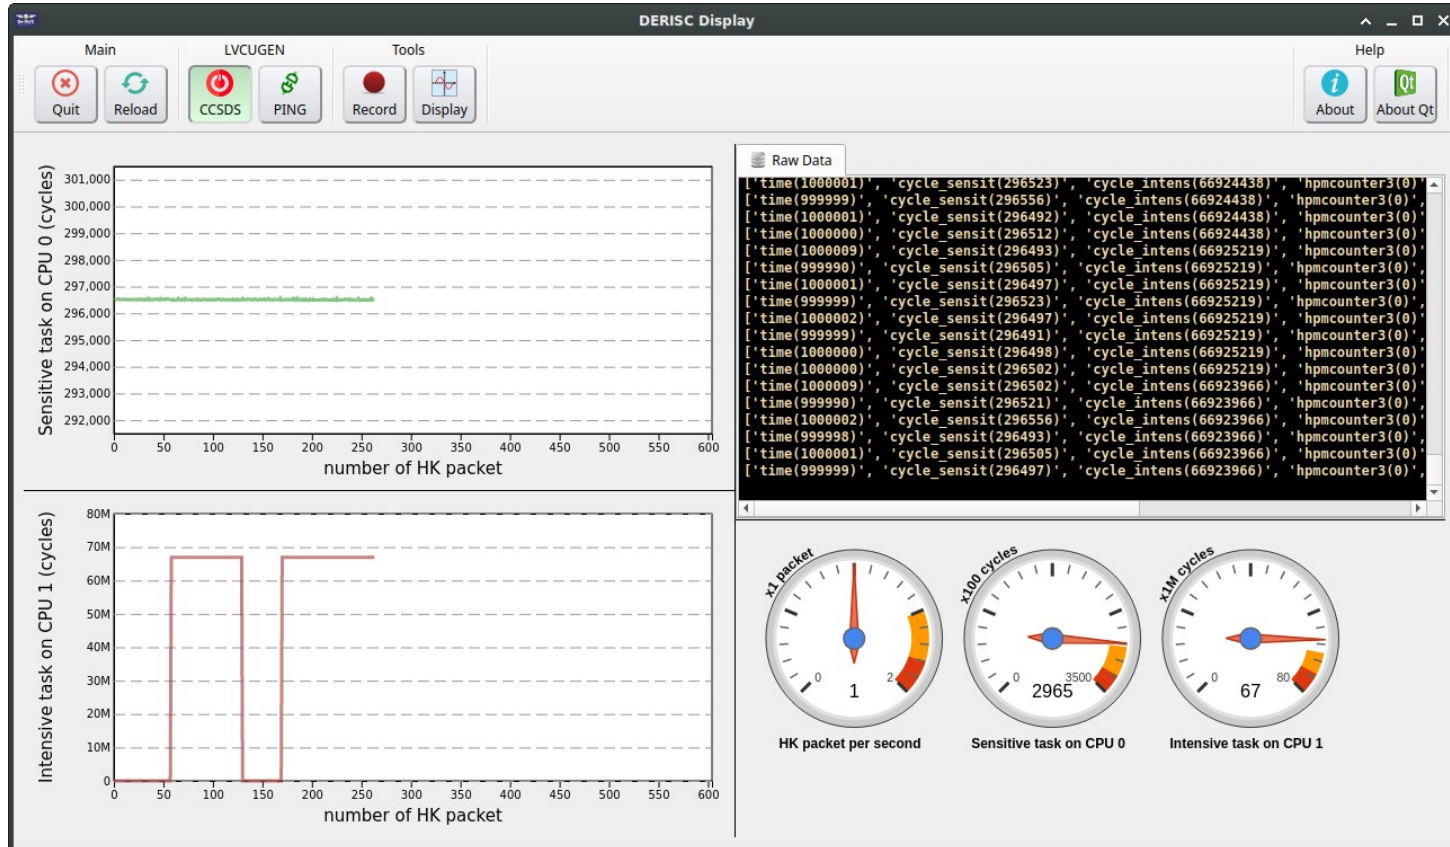 DERISC Display
Main
LVCUGEN
Tools
Help
Quit
Reload
CCSDS
PING
Record
Display
About
About Qt
Sensitive task on CPU 0 (cycles)
301,000
300,000
299,000
298,000
297,000
296,000
295,000
294,000
293,000
292,000
0 50 100 150 200 250 300 350 400 450 500 550 600
number of HK packet
Intensive task on CPU 1 (cycles)
80M
70M
60M
50M
40M
30M
20M
10M
0
0 50 100 150 200 250 300 350 400 450 500 550 600
number of HK packet
Raw Data
['time(1000001)', 'cycle_sensit(296523)', 'cycle_intens(66924438)', 'hpmcounter3(0)'
['time(999999)', 'cycle_sensit(296556)', 'cycle_intens(66924438)', 'hpmcounter3(0)',
['time(1000001)', 'cycle_sensit(296492)', 'cycle_intens(66924438)', 'hpmcounter3(0)'
['time(1000000)', 'cycle_sensit(296512)', 'cycle_intens(66924438)', 'hpmcounter3(0)'
['time(1000009)', 'cycle_sensit(296493)', 'cycle_intens(66925219)', 'hpmcounter3(0)'
['time(999990)', 'cycle_sensit(296505)', 'cycle_intens(66925219)', 'hpmcounter3(0)',
['time(1000001)', 'cycle_sensit(296497)', 'cycle_intens(66925219)', 'hpmcounter3(0)'
['time(999999)', 'cycle_sensit(296523)', 'cycle_intens(66925219)', 'hpmcounter3(0)',
['time(1000002)', 'cycle_sensit(296497)', 'cycle_intens(66925219)', 'hpmcounter3(0)'
['time(999999)', 'cycle_sensit(296491)', 'cycle_intens(66925219)', 'hpmcounter3(0)',
['time(1000000)', 'cycle_sensit(296498)', 'cycle_intens(66925219)', 'hpmcounter3(0)'
['time(1000000)', 'cycle_sensit(296502)', 'cycle_intens(66925219)', 'hpmcounter3(0)'
['time(1000009)', 'cycle_sensit(296502)', 'cycle_intens(66923966)', 'hpmcounter3(0)'
['time(999990)', 'cycle_sensit(296521)', 'cycle_intens(66923966)', 'hpmcounter3(0)',
['time(1000002)', 'cycle_sensit(296556)', 'cycle_intens(66923966)', 'hpmcounter3(0)'
['time(999998)', 'cycle_sensit(296493)', 'cycle_intens(66923966)', 'hpmcounter3(0)',
['time(1000001)', 'cycle_sensit(296505)', 'cycle_intens(66923966)', 'hpmcounter3(0)'
['time(999999)', 'cycle_sensit(296497)', 'cycle_intens(66923966)', 'hpmcounter3(0)',
x1 packet
0 2
1
HK packet per second
x100 cycles
0 3500
2965
Sensitive task on CPU 0
x1M cycles
0 80
67
Intensive task on CPU 1